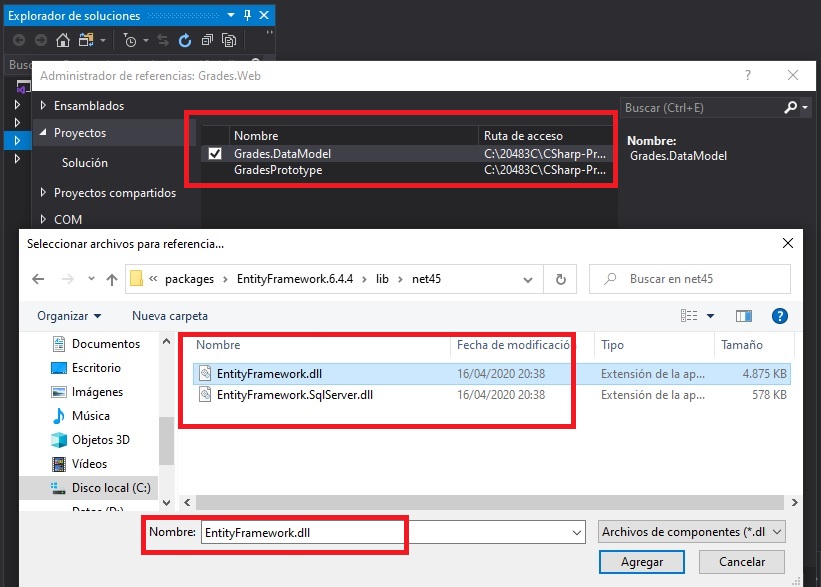 Explorador de soluciones
Busc
Administrador de referencias: Grades.Web
?
Ensamblados
Proyectos
Solución
Proyectos compartidos
COM
Nombre Ruta de acceso
Grades.DataModel C:\20483C\CSharp-Pr...
GradesPrototype C:\20483C\CSharp-Pr...
Buscar (Ctrl+E)
Nombre:
Grades.DataModel
Seleccionar archivos para referencia...
« packages › EntityFramework.6.4.4 › lib › net45
Buscar en net45
Organizar Nueva carpeta
?
Documentos
Escritorio
Imágenes
Música
Objetos 3D
Vídeos
Disco local (C:)
Datos (D:)
Nombre Fecha de modificació Tipo Tamaño
EntityFramework.dll 16/04/2020 20:38 Extensión de la ap... 4.875 KB
EntityFramework.SqlServer.dll 16/04/2020 20:38 Extensión de la ap... 578 KB
Nombre: EntityFramework.dll
Archivos de componentes (*.dl
Agregar Cancelar